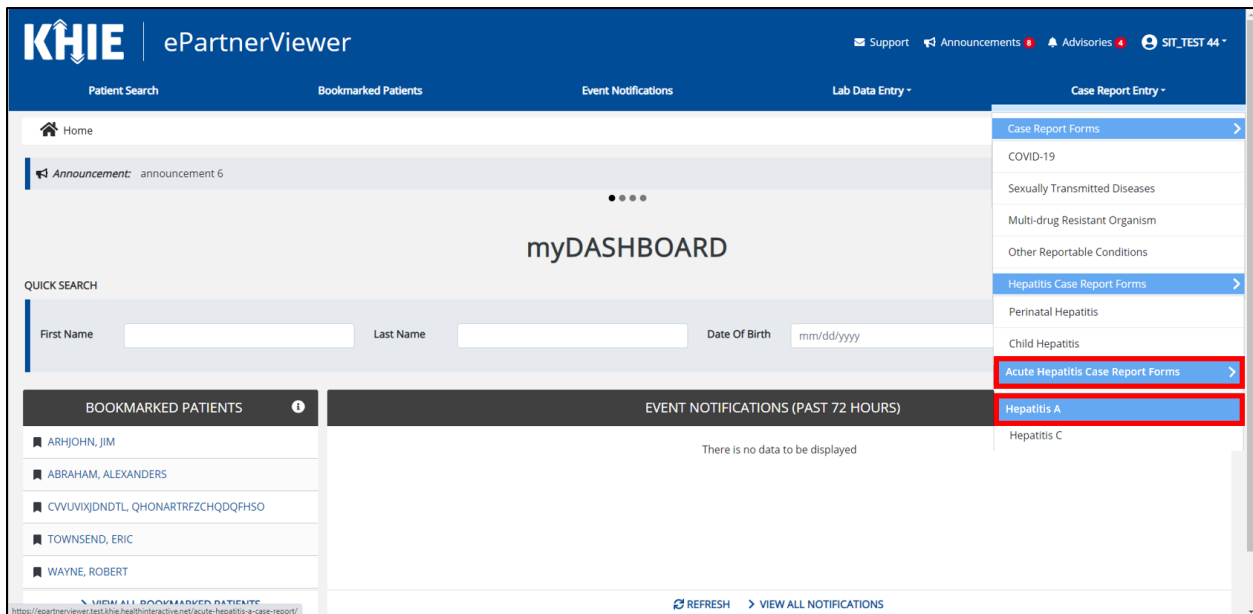 KHIE ePartnerViewer
Support Announcements 8 Advisories 4 SIT_TEST 44
Patient Search Bookmarked Patients Event Notifications Lab Data Entry Case Report Entry
Home
Announcement: announcement 6
myDASHBOARD
QUICK SEARCH
First Name Last Name Date Of Birth mm/dd/yyyy
Case Report Forms
COVID-19
Sexually Transmitted Diseases
Multi-drug Resistant Organism
Other Reportable Conditions
Hepatitis Case Report Forms
Perinatal Hepatitis
Child Hepatitis
Acute Hepatitis Case Report Forms
Hepatitis A
Hepatitis C
BOOKMARKED PATIENTS
ARHJOHN, JIM
ABRAHAM, ALEXANDERS
CVVUVIXJDNDTL, QHONARTRFZCHQDQFHSO
TOWNSEND, ERIC
WAYNE, ROBERT
VIEW ALL BOOKMARKED PATIENTS
EVENT NOTIFICATIONS (PAST 72 HOURS)
There is no data to be displayed
REFRESH VIEW ALL NOTIFICATIONS
https://epartnerviewer.test.khie.healthinteractive.net/acute-hepatitis-a-case-report/